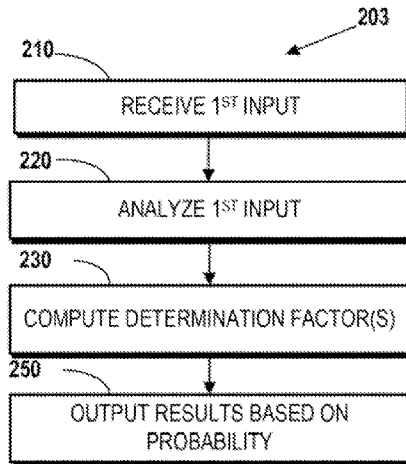 203
210
RECEIVE 1ST INPUT
220
ANALYZE 1ST INPUT
230
COMPUTE DETERMINATION FACTOR(S)
250
OUTPUT RESULTS BASED ON
PROBABILITY